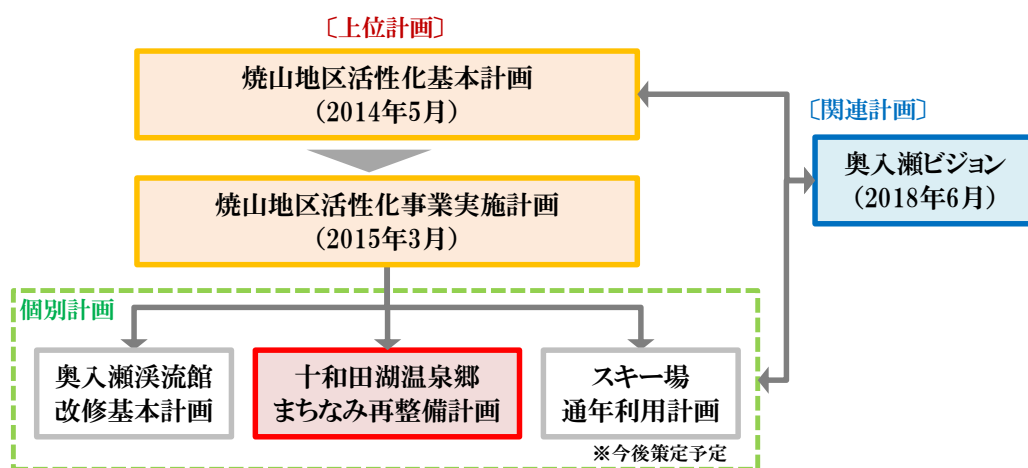 〔上位計画〕
焼山地区活性化基本計画
（2014年5月）
〔関連計画〕
奥入瀬ビジョン
（2018年6月）
焼山地区活性化事業実施計画
（2015年3月）
個別計画
奥入瀬渓流館
改修基本計画
十和田湖温泉郷
まちなみ再整備計画
スキー場
通年利用計画
※今後策定予定